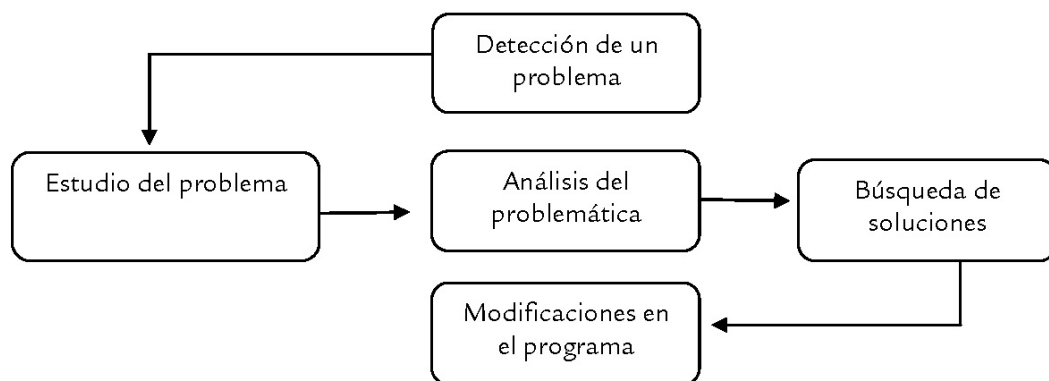 Detección de un
problema
Estudio del problema
Análisis del
problemática
Búsqueda de
soluciones
Modificaciones en
el programa